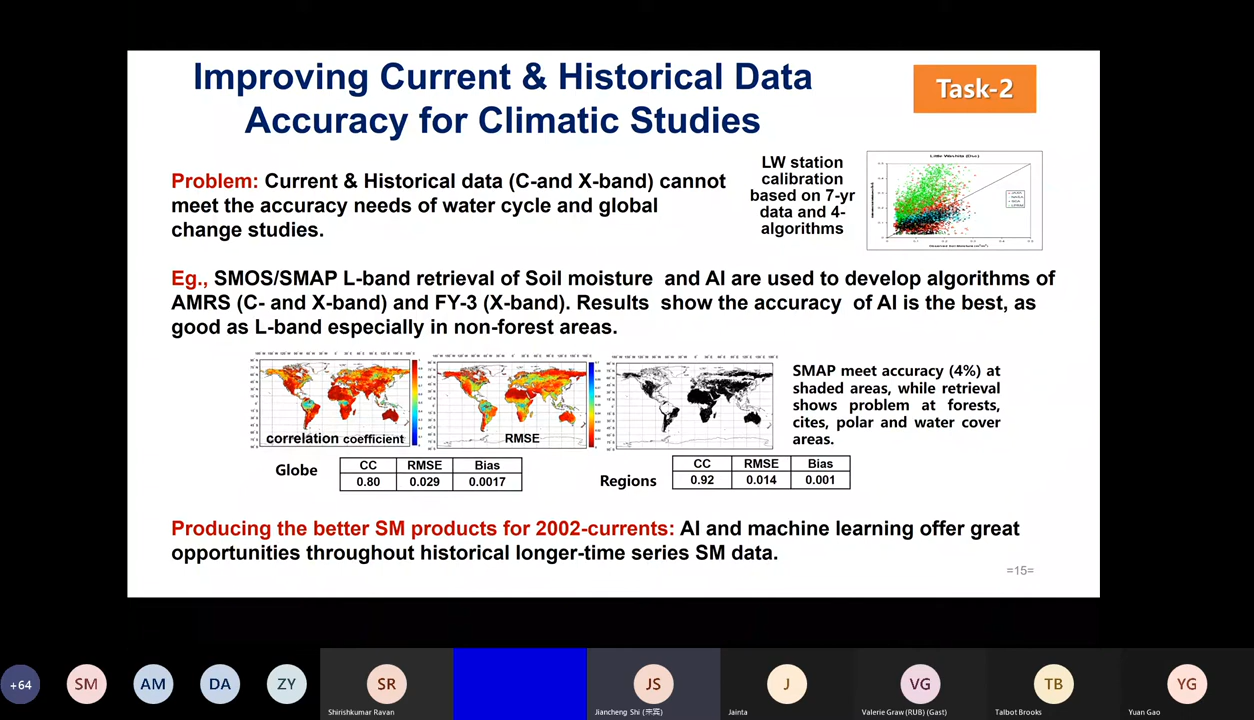 Improving Current & Historical Data
Accuracy for Climatic Studies
Task-2
Problem: Current & Historical data (C-and X-band) cannot
meet the accuracy needs of water cycle and global
change studies.
LW station
calibration
based on 7-yr
data and 4-
algorithms
Little Washita (Dsc)
Eg., SMOS/SMAP L-band retrieval of Soil moisture and AI are used to develop algorithms of
AMRS (C- and X-band) and FY-3 (X-band). Results show the accuracy of AI is the best, as
good as L-band especially in non-forest areas.
correlation coefficient
RMSE
SMAP meet accuracy (4%) at
shaded areas, while retrieval
shows problem at forests,
cites, polar and water cover
areas.
Globe
CC RMSE Bias
0.80 0.029 0.0017
Regions
CC RMSE Bias
0.92 0.014 0.001
Producing the better SM products for 2002-currents: AI and machine learning offer great
opportunities throughout historical longer-time series SM data.
=15=
+64 SM AM DA ZY SR JS J VG TB YG
Shirishkumar Ravan Jiancheng Shi Jainta Valerie Graw (RUB) (Gast) Talbot Brooks Yuan Gao